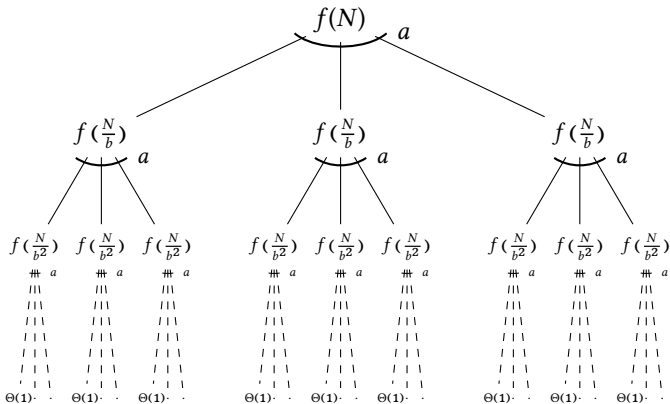 f(N) a
f(N/b) a f(N/b) a f(N/b) a
f(N/b²) f(N/b²) f(N/b²) f(N/b²) f(N/b²) f(N/b²) f(N/b²) f(N/b²) f(N/b²)
a a a a a a a a a
Θ(1) · · Θ(1) · · Θ(1) · · Θ(1) · · Θ(1) · · Θ(1) · · Θ(1) · · Θ(1) · · Θ(1) · ·